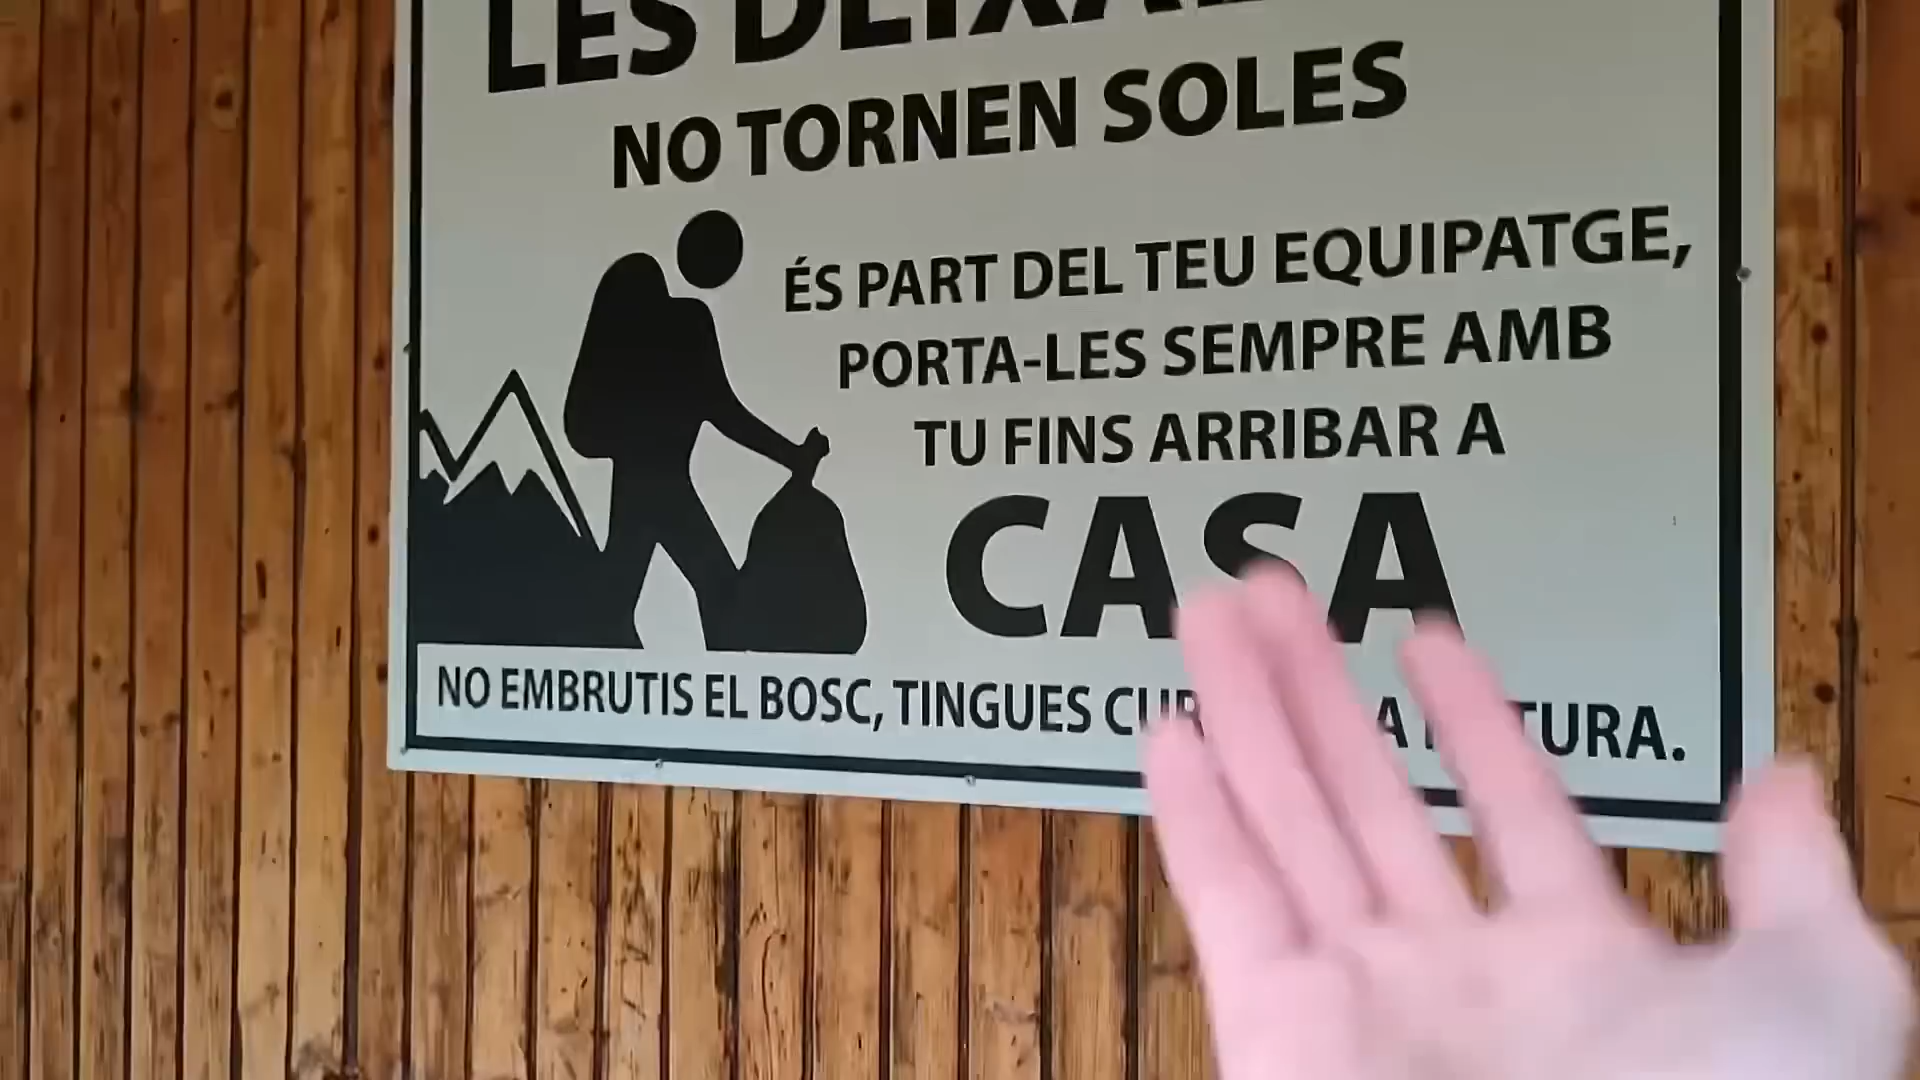 LES
NO TORNEN SOLES
ÉS PART DEL TEU EQUIPATGE,
PORTA-LES SEMPRE AMB
TU FINS ARRIBAR A
CASA
NO EMBRUTIS EL BOSC, TINGUES